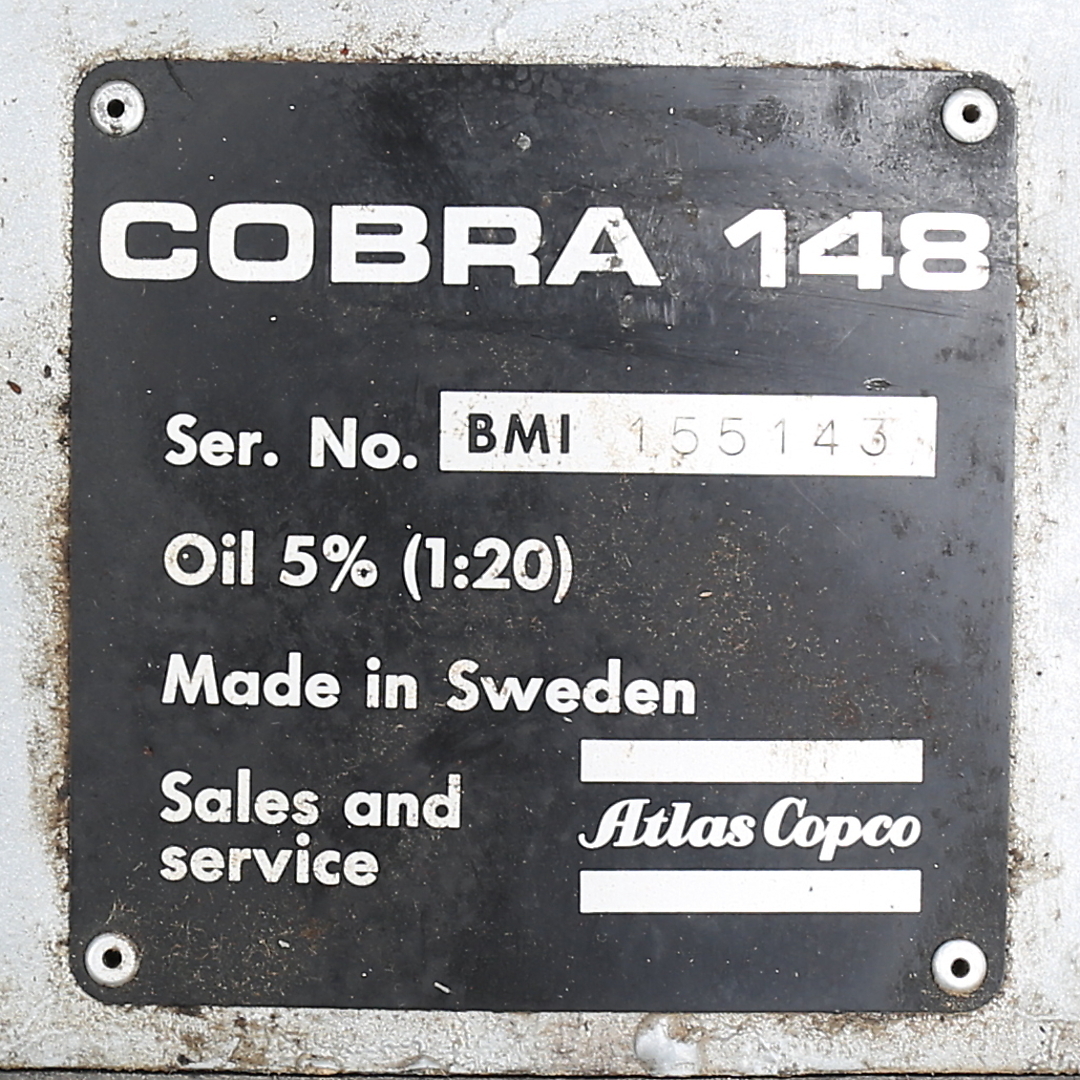 COBRA 148
Ser. No. BMI 155143
Oil 5% (1:20)
Made in Sweden
Sales and
service
Atlas Copco